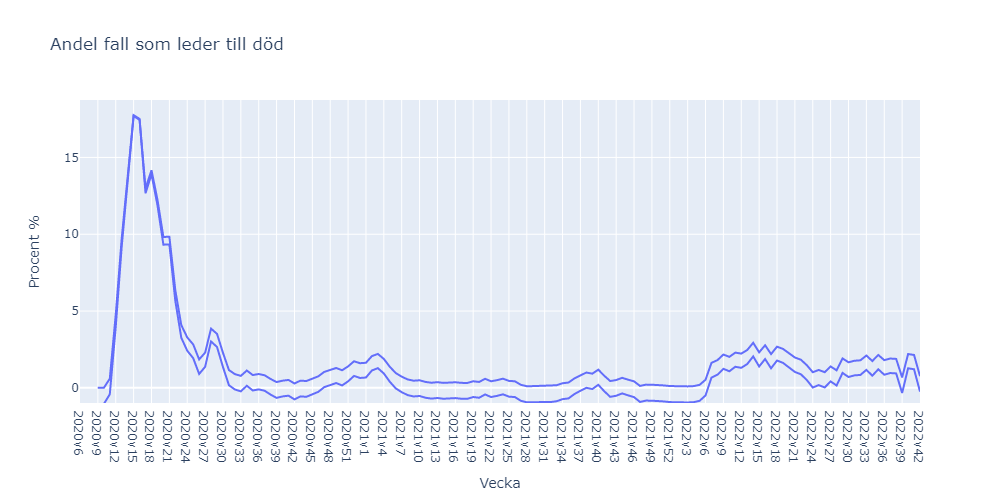 Andel fall som leder till död
Procent %
15
10
5
0
2020v6
2020v9
2020v12
2020v15
2020v18
2020v21
2020v24
2020v27
2020v30
2020v33
2020v36
2020v39
2020v42
2020v45
2020v48
2020v51
2021v1
2021v4
2021v7
2021v10
2021v13
2021v16
2021v19
2021v22
2021v25
2021v28
2021v31
2021v34
2021v37
2021v40
2021v43
2021v46
2021v49
2021v52
2022v3
2022v6
2022v9
2022v12
2022v15
2022v18
2022v21
2022v24
2022v27
2022v30
2022v33
2022v36
2022v39
2022v42
Vecka